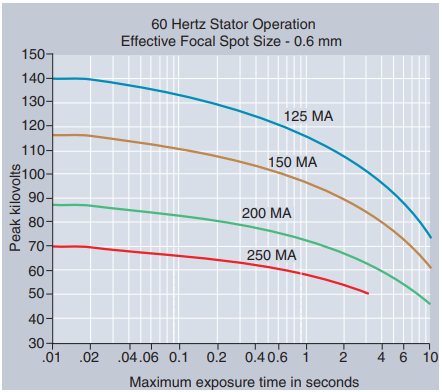 60 Hertz Stator Operation
Effective Focal Spot Size - 0.6 mm
150
140
130
120
110
100
90
80
70
60
50
40
30
Peak kilovolts
125 MA
150 MA
200 MA
250 MA
.01 .02 .04 .06 0.1 0.2 0.4 0.6 1 2 4 6 10
Maximum exposure time in seconds